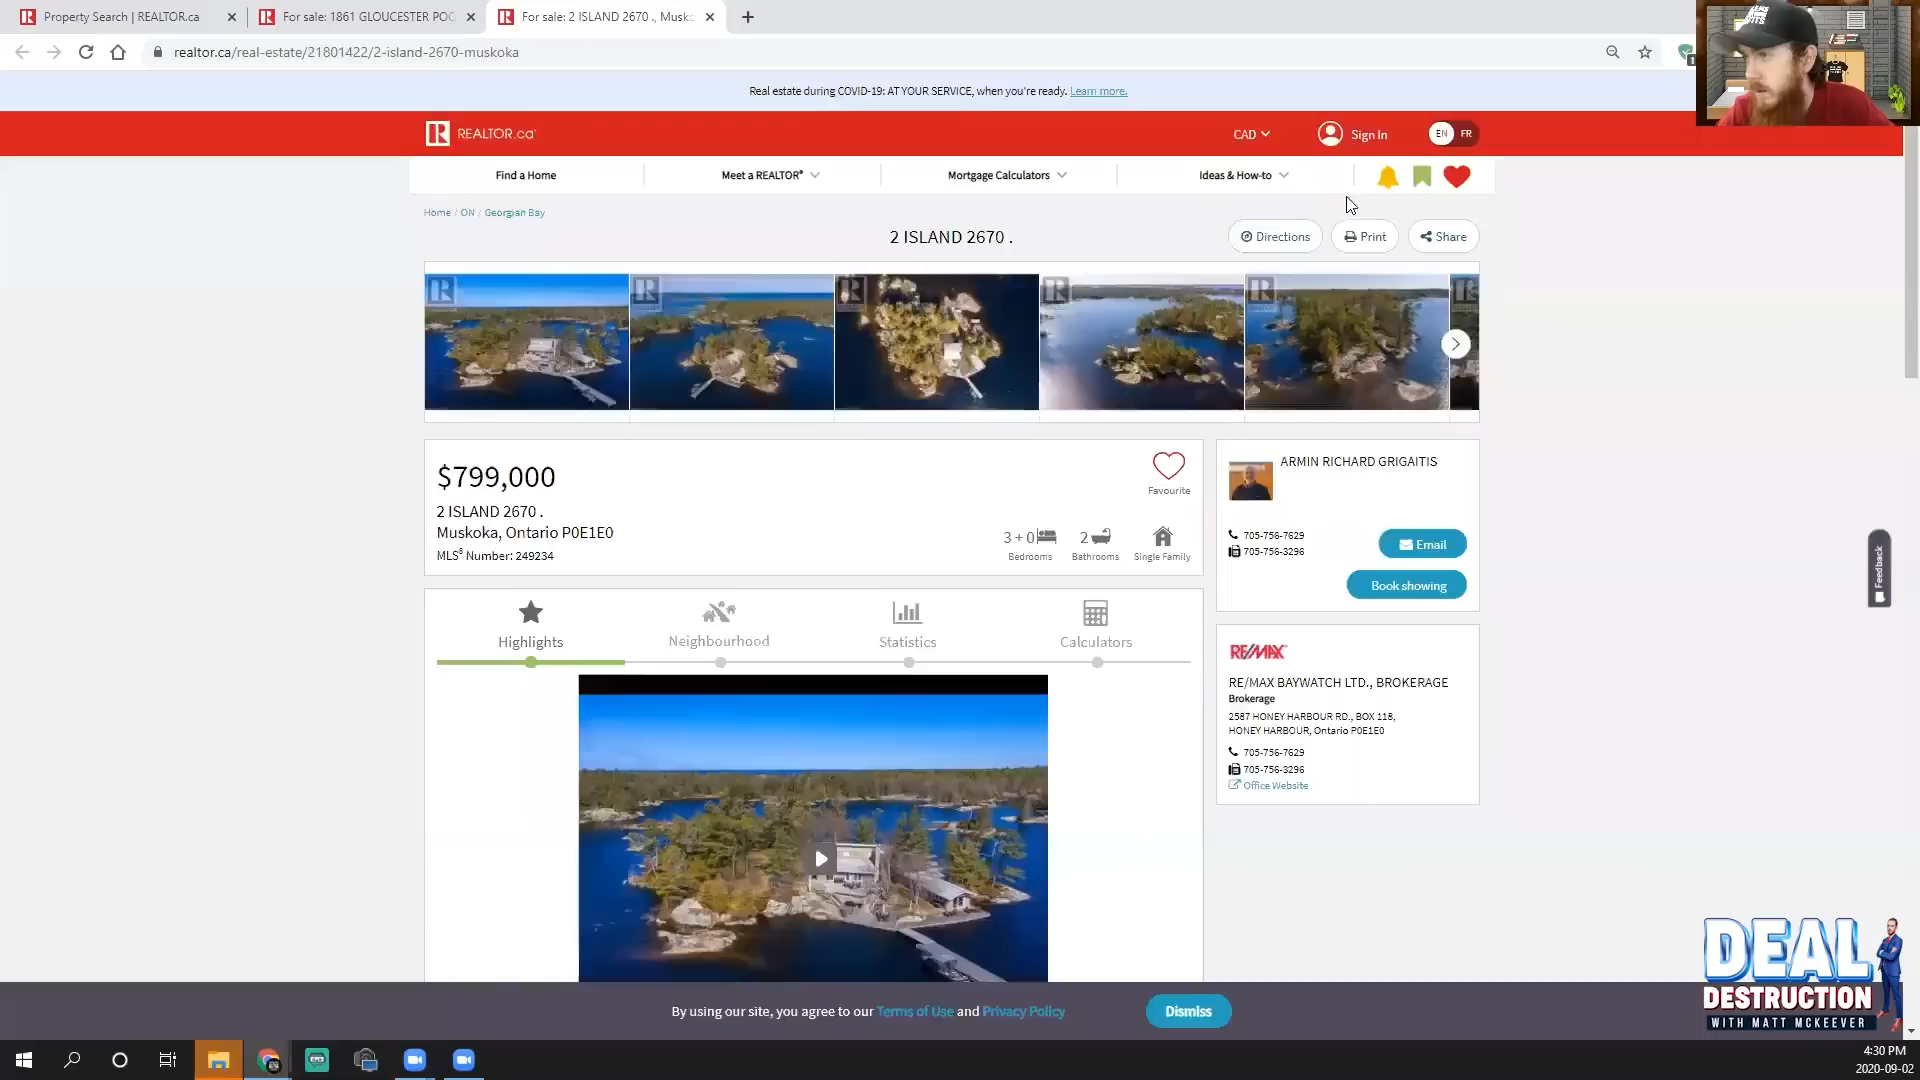 Property Search | REALTOR.ca
For sale: 1861 GLOUCESTER POO
For sale: 2 ISLAND 2670 ., Musko
realtor.ca/real-estate/21801422/2-island-2670-muskoka
Real estate during COVID-19: AT YOUR SERVICE, when you're ready. Learn more.
REALTOR.ca
CAD
Sign In
EN FR
Find a Home
Meet a REALTOR®
Mortgage Calculators
Ideas & How-to
Home / ON / Georgian Bay
2 ISLAND 2670 .
Directions
Print
Share
$799,000
2 ISLAND 2670 .
Muskoka, Ontario P0E1E0
MLS® Number: 249234
Favourite
3 + 0
Bedrooms
2
Bathrooms
Single Family
ARMIN RICHARD GRIGAITIS
705-756-7629
705-756-3296
Email
Book showing
Feedback
Highlights
Neighbourhood
Statistics
Calculators
RE/MAX
RE/MAX BAYWATCH LTD., BROKERAGE
Brokerage
2587 HONEY HARBOUR RD., BOX 118,
HONEY HARBOUR, Ontario P0E1E0
705-756-7629
705-756-3296
Office Website
DEAL
DESTRUCTION
WITH MATT MCKEEVER
By using our site, you agree to our Terms of Use and Privacy Policy
Dismiss
4:30 PM
2020-09-02